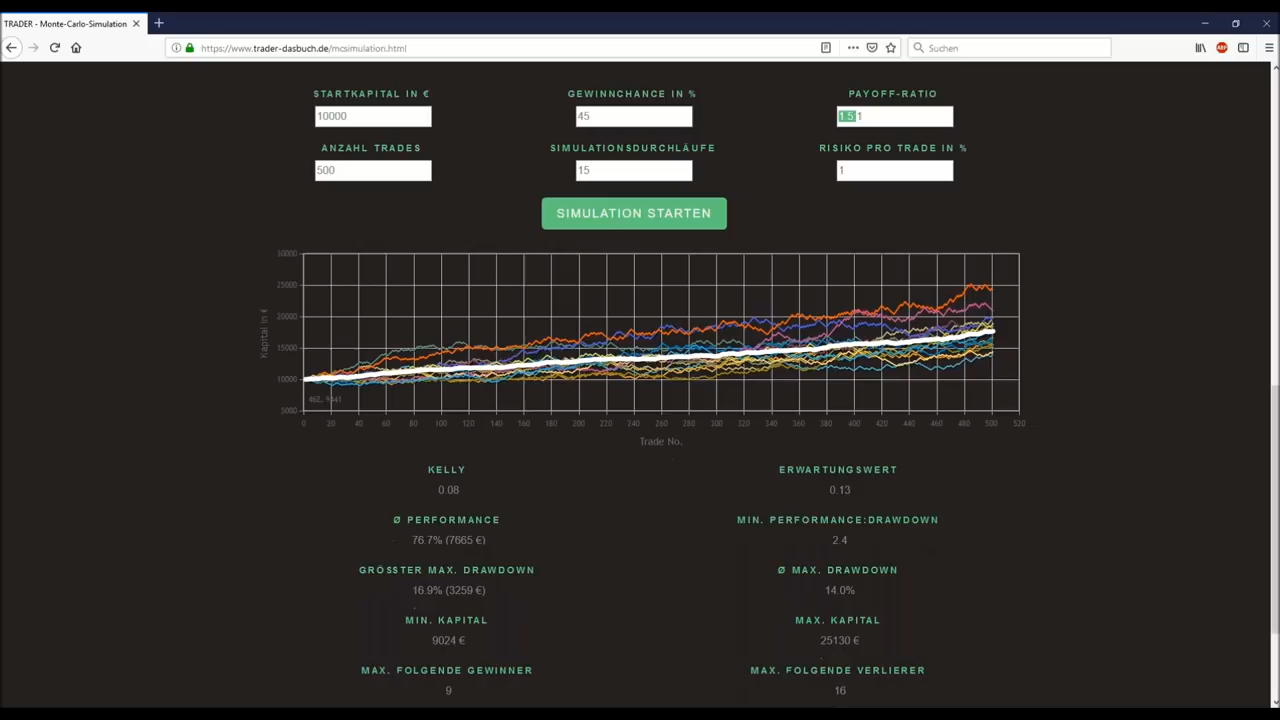 TRADER - Monte-Carlo-Simulation
https://www.trader-dasbuch.de/mcsimulation.html
Suchen
ABP
STARTKAPITAL IN € GEWINNCHANCE IN % PAYOFF-RATIO
10000 45 1.5 1
ANZAHL TRADES SIMULATIONSDURCHLÄUFE RISIKO PRO TRADE IN %
500 15 1
SIMULATION STARTEN
30000
25000
20000
15000
10000
5000
Kapital in €
462, 9341
0 20 40 60 80 100 120 140 160 180 200 220 240 260 280 300 320 340 360 380 400 420 440 460 480 500 520
Trade No.
KELLY ERWARTUNGSWERT
0.08 0.13
Ø PERFORMANCE MIN. PERFORMANCE:DRAWDOWN
76.7% (7665 €) 2.4
GRÖSSTER MAX. DRAWDOWN Ø MAX. DRAWDOWN
16.9% (3259 €) 14.0%
MIN. KAPITAL MAX. KAPITAL
9024 € 25130 €
MAX. FOLGENDE GEWINNER MAX. FOLGENDE VERLIERER
9 16